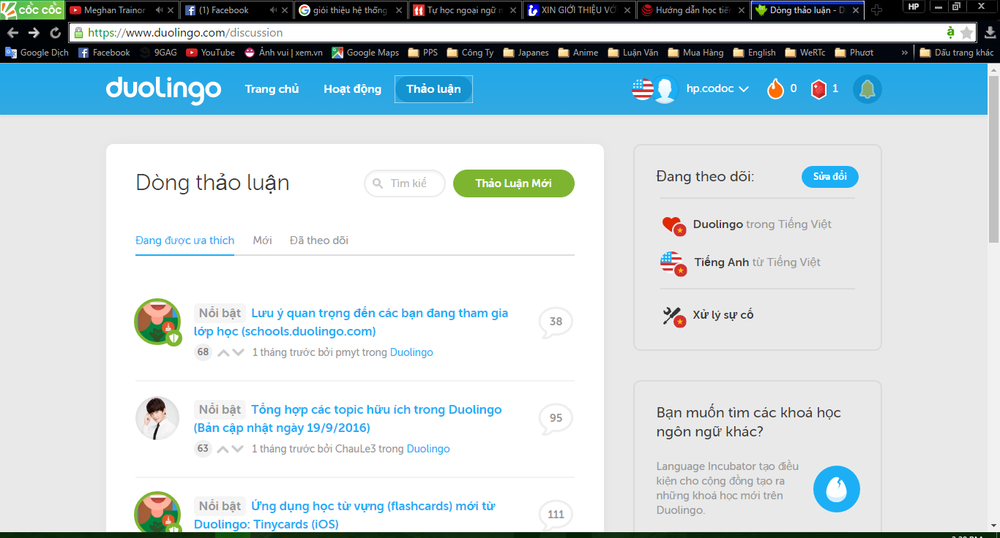 cốc cốc
Meghan Trainor
(1) Facebook
giói thiệu hệ thống
Tự học ngoại ngữ m
XIN GIỚI THIỆU VỚ
Hướng dẫn học tiến
Dòng thảo luận - D
HP
https://www.duolingo.com/discussion
Google Dịch
Facebook
9GAG
YouTube
Ảnh vui | xem.vn
Google Maps
PPS
Công Ty
Japanes
Anime
Luận Văn
Mua Hàng
English
WeRTc
Phượt
»
Dấu trang khác
duolingo
Trang chủ
Hoạt động
Thảo luận
hp.codoc
0
1
Dòng thảo luận
Tìm kiế
Thảo Luận Mới
Đang được ưa thích
Mới
Đã theo dõi
Nổi bật Lưu ý quan trọng đến các bạn đang tham gia
lớp học (schools.duolingo.com)
38
68 1 tháng trước bởi pmyt trong Duolingo
Nổi bật Tổng hợp các topic hữu ích trong Duolingo
(Bản cập nhật ngày 19/9/2016)
95
63 1 tháng trước bởi ChauLe3 trong Duolingo
Nổi bật Ứng dụng học từ vựng (flashcards) mới từ
Duolingo: Tinycards (iOS)
111
Đang theo dõi:
Sửa đổi
Duolingo trong Tiếng Việt
Tiếng Anh từ Tiếng Việt
Xử lý sự cố
Bạn muốn tìm các khoá học
ngôn ngữ khác?
Language Incubator tạo điều
kiện cho cộng đồng tạo ra
những khoá học mới trên
Duolingo.